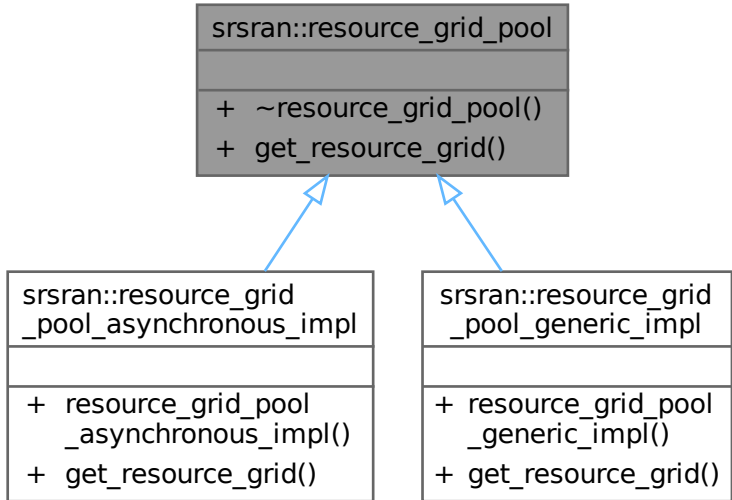 srsran::resource_grid_pool
+ ~resource_grid_pool()
+ get_resource_grid()
srsran::resource_grid
_pool_asynchronous_impl
+ resource_grid_pool
_asynchronous_impl()
+ get_resource_grid()
srsran::resource_grid
_pool_generic_impl
+ resource_grid_pool
_generic_impl()
+ get_resource_grid()